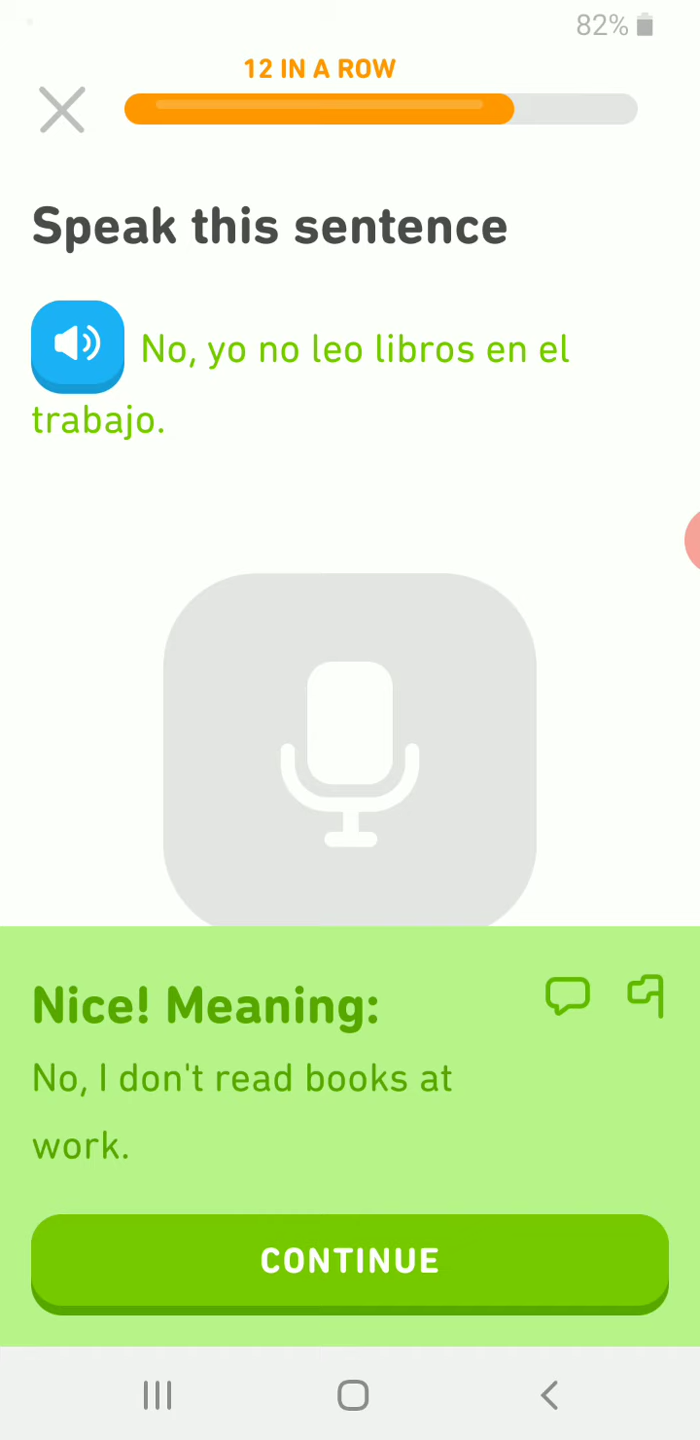 82%
12 IN A ROW
Speak this sentence
No, yo no leo libros en el
trabajo.
Nice! Meaning:
No, I don't read books at
work.
CONTINUE